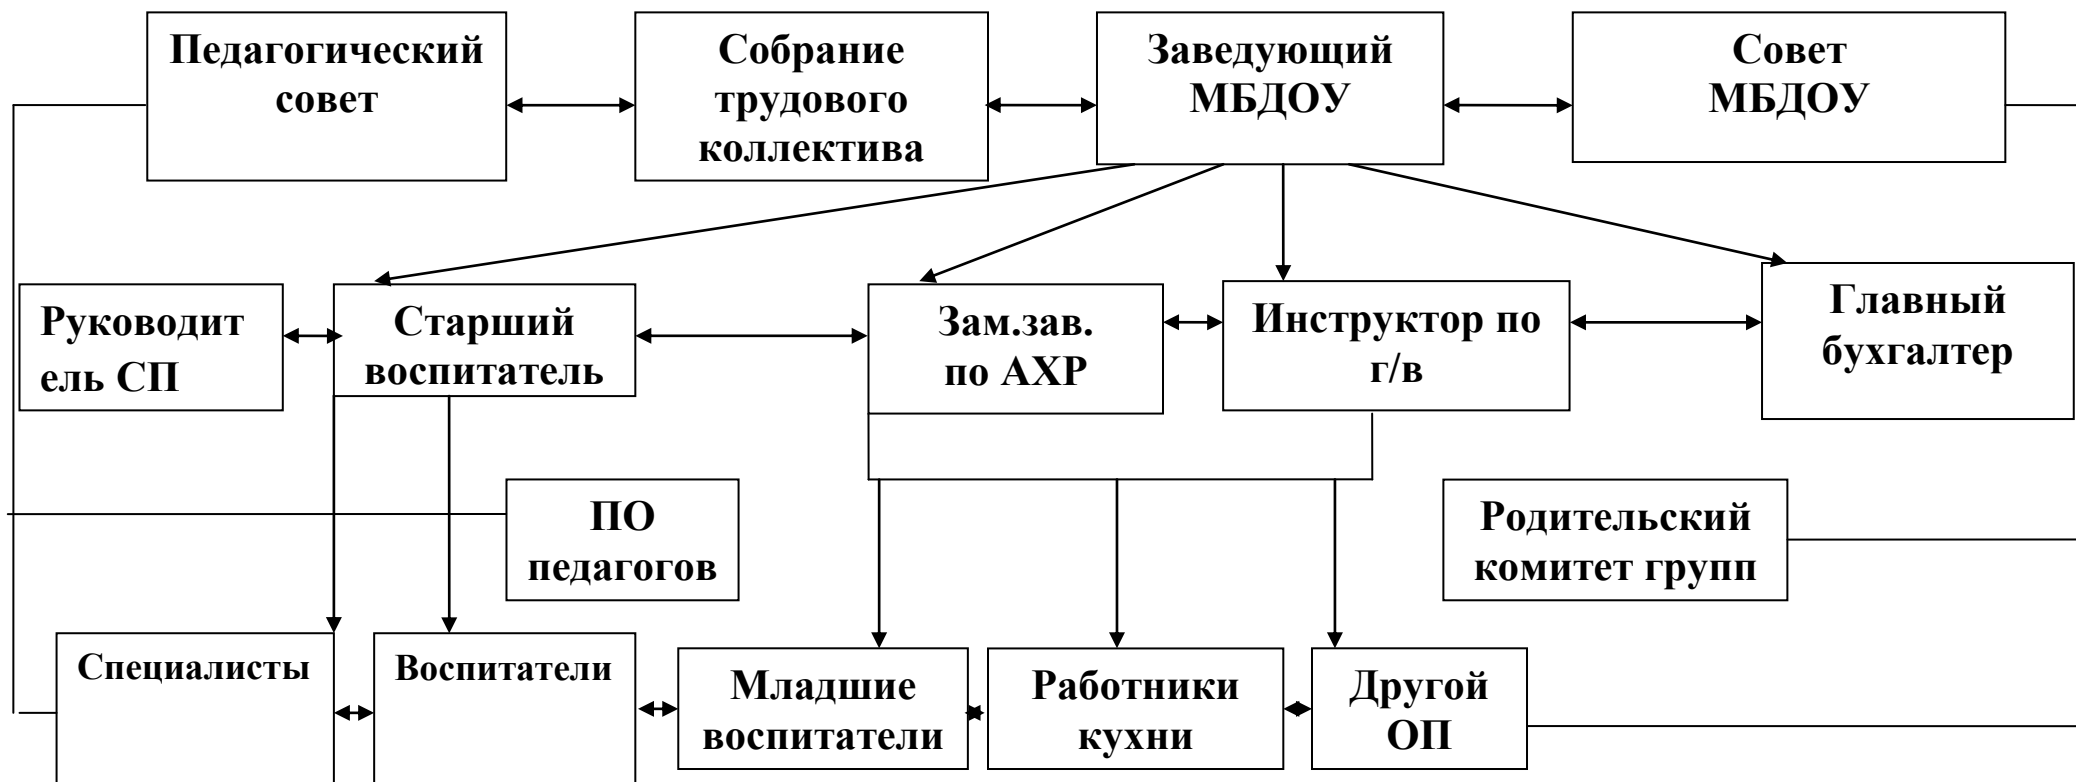 Педагогический
совет
Собрание
трудового
коллектива
Заведующий
МБДОУ
Совет
МБДОУ
Руководит
ель СП
Старший
воспитатель
Зам.зав.
по АХР
Инструктор по
г/в
Главный
бухгалтер
ПО
педагогов
Родительский
комитет групп
Специалисты
Воспитатели
Младшие
воспитатели
Работники
кухни
Другой
ОП